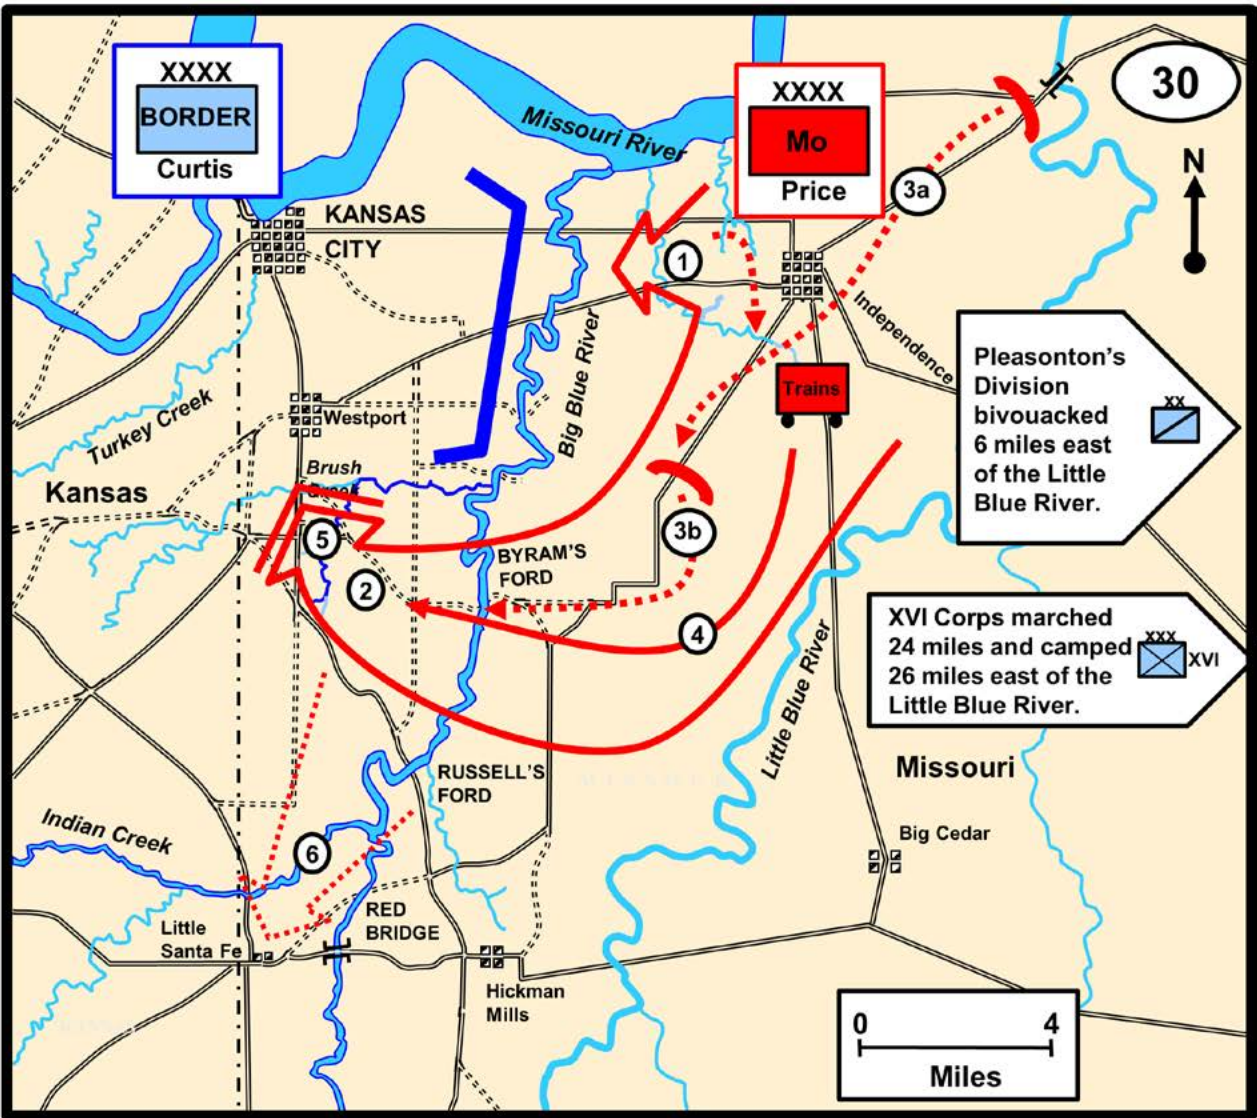 XXXX
BORDER
Curtis
XXXX
Mo
Price
30
N
Missouri River
3a
KANSAS
CITY
1
Independence
Big Blue River
Trains
Pleasonton's
Division
bivouacked
6 miles east
of the Little
Blue River.
XX
Turkey Creek
Westport
Kansas
Brush
Creek
5
2
BYRAM'S
FORD
3b
4
XVI Corps marched
24 miles and camped
26 miles east of the
Little Blue River.
XXX
XVI
Little Blue River
RUSSELL'S
FORD
Missouri
Indian Creek
6
Big Cedar
RED
BRIDGE
Little
Santa Fe
Hickman
Mills
0 4
Miles